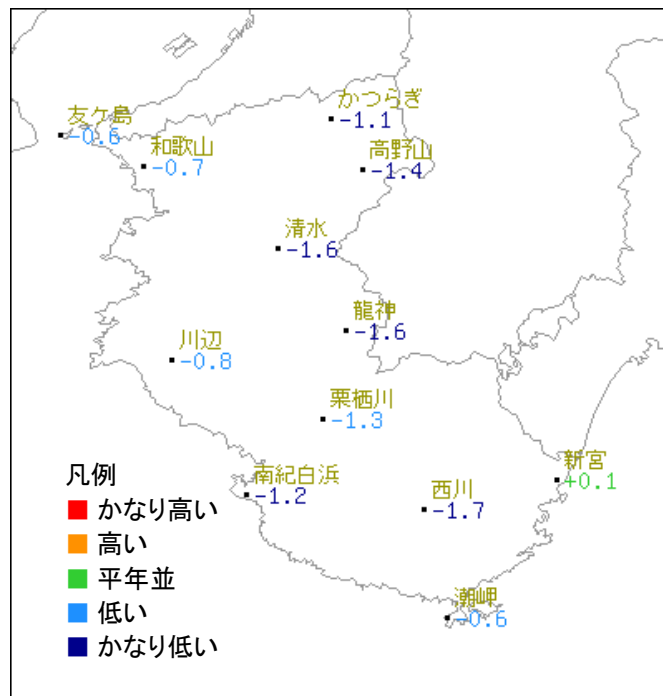 かつらぎ
-1.1
友ケ島
-0.6
和歌山
-0.7
高野山
-1.4
清水
-1.6
龍神
-1.6
川辺
-0.8
栗栖川
-1.3
新宮
+0.1
南紀白浜
-1.2
西川
-1.7
潮岬
-0.6
凡例
かなり高い
高い
平年並
低い
かなり低い